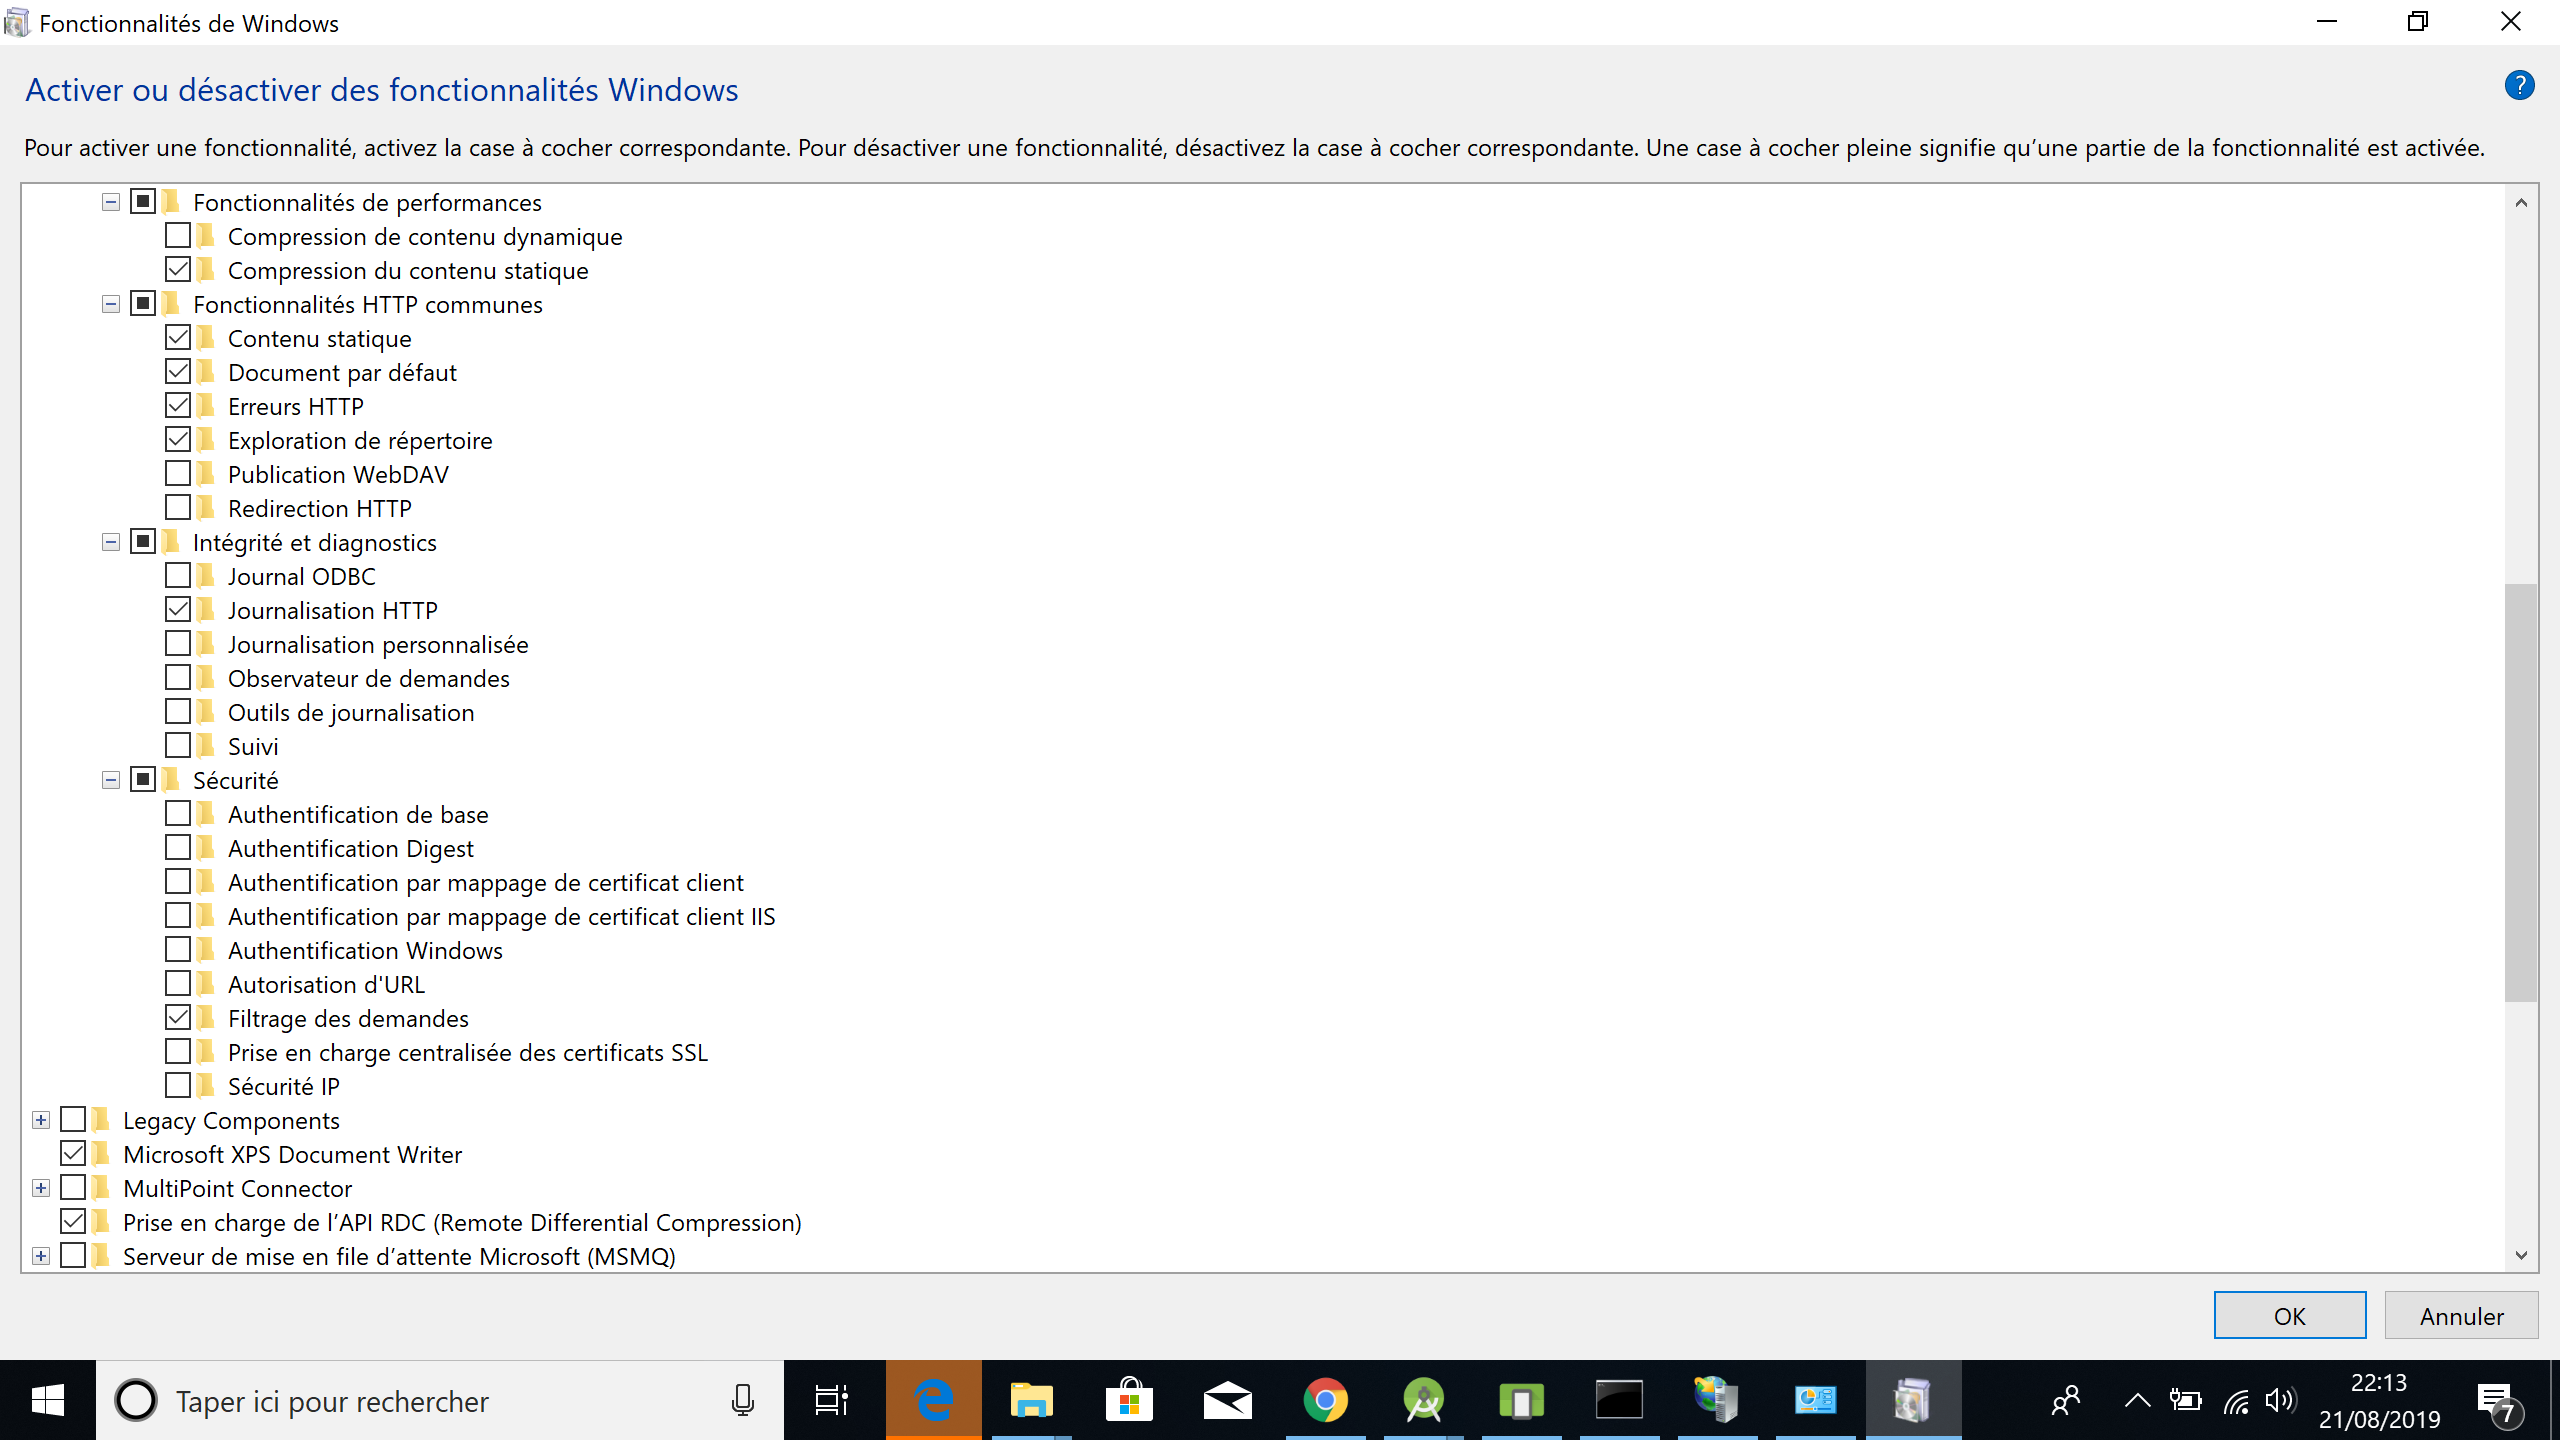 Fonctionnalités de Windows
Activer ou désactiver des fonctionnalités Windows
?
Pour activer une fonctionnalité, activez la case à cocher correspondante. Pour désactiver une fonctionnalité, désactivez la case à cocher correspondante. Une case à cocher pleine signifie qu’une partie de la fonctionnalité est activée.
Fonctionnalités de performances
Compression de contenu dynamique
Compression du contenu statique
Fonctionnalités HTTP communes
Contenu statique
Document par défaut
Erreurs HTTP
Exploration de répertoire
Publication WebDAV
Redirection HTTP
Intégrité et diagnostics
Journal ODBC
Journalisation HTTP
Journalisation personnalisée
Observateur de demandes
Outils de journalisation
Suivi
Sécurité
Authentification de base
Authentification Digest
Authentification par mappage de certificat client
Authentification par mappage de certificat client IIS
Authentification Windows
Autorisation d'URL
Filtrage des demandes
Prise en charge centralisée des certificats SSL
Sécurité IP
Legacy Components
Microsoft XPS Document Writer
MultiPoint Connector
Prise en charge de l’API RDC (Remote Differential Compression)
Serveur de mise en file d’attente Microsoft (MSMQ)
OK
Annuler
Taper ici pour rechercher
22:13
21/08/2019
7